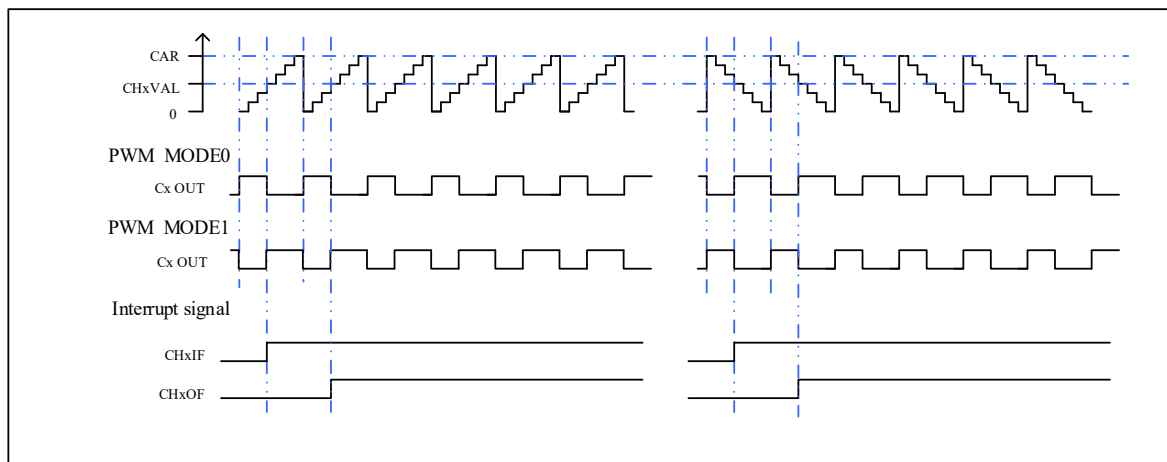 CAR
CHxVAL
0
PWM MODE0
Cx OUT
PWM MODE1
Cx OUT
Interrupt signal
CHxIF
CHxOF